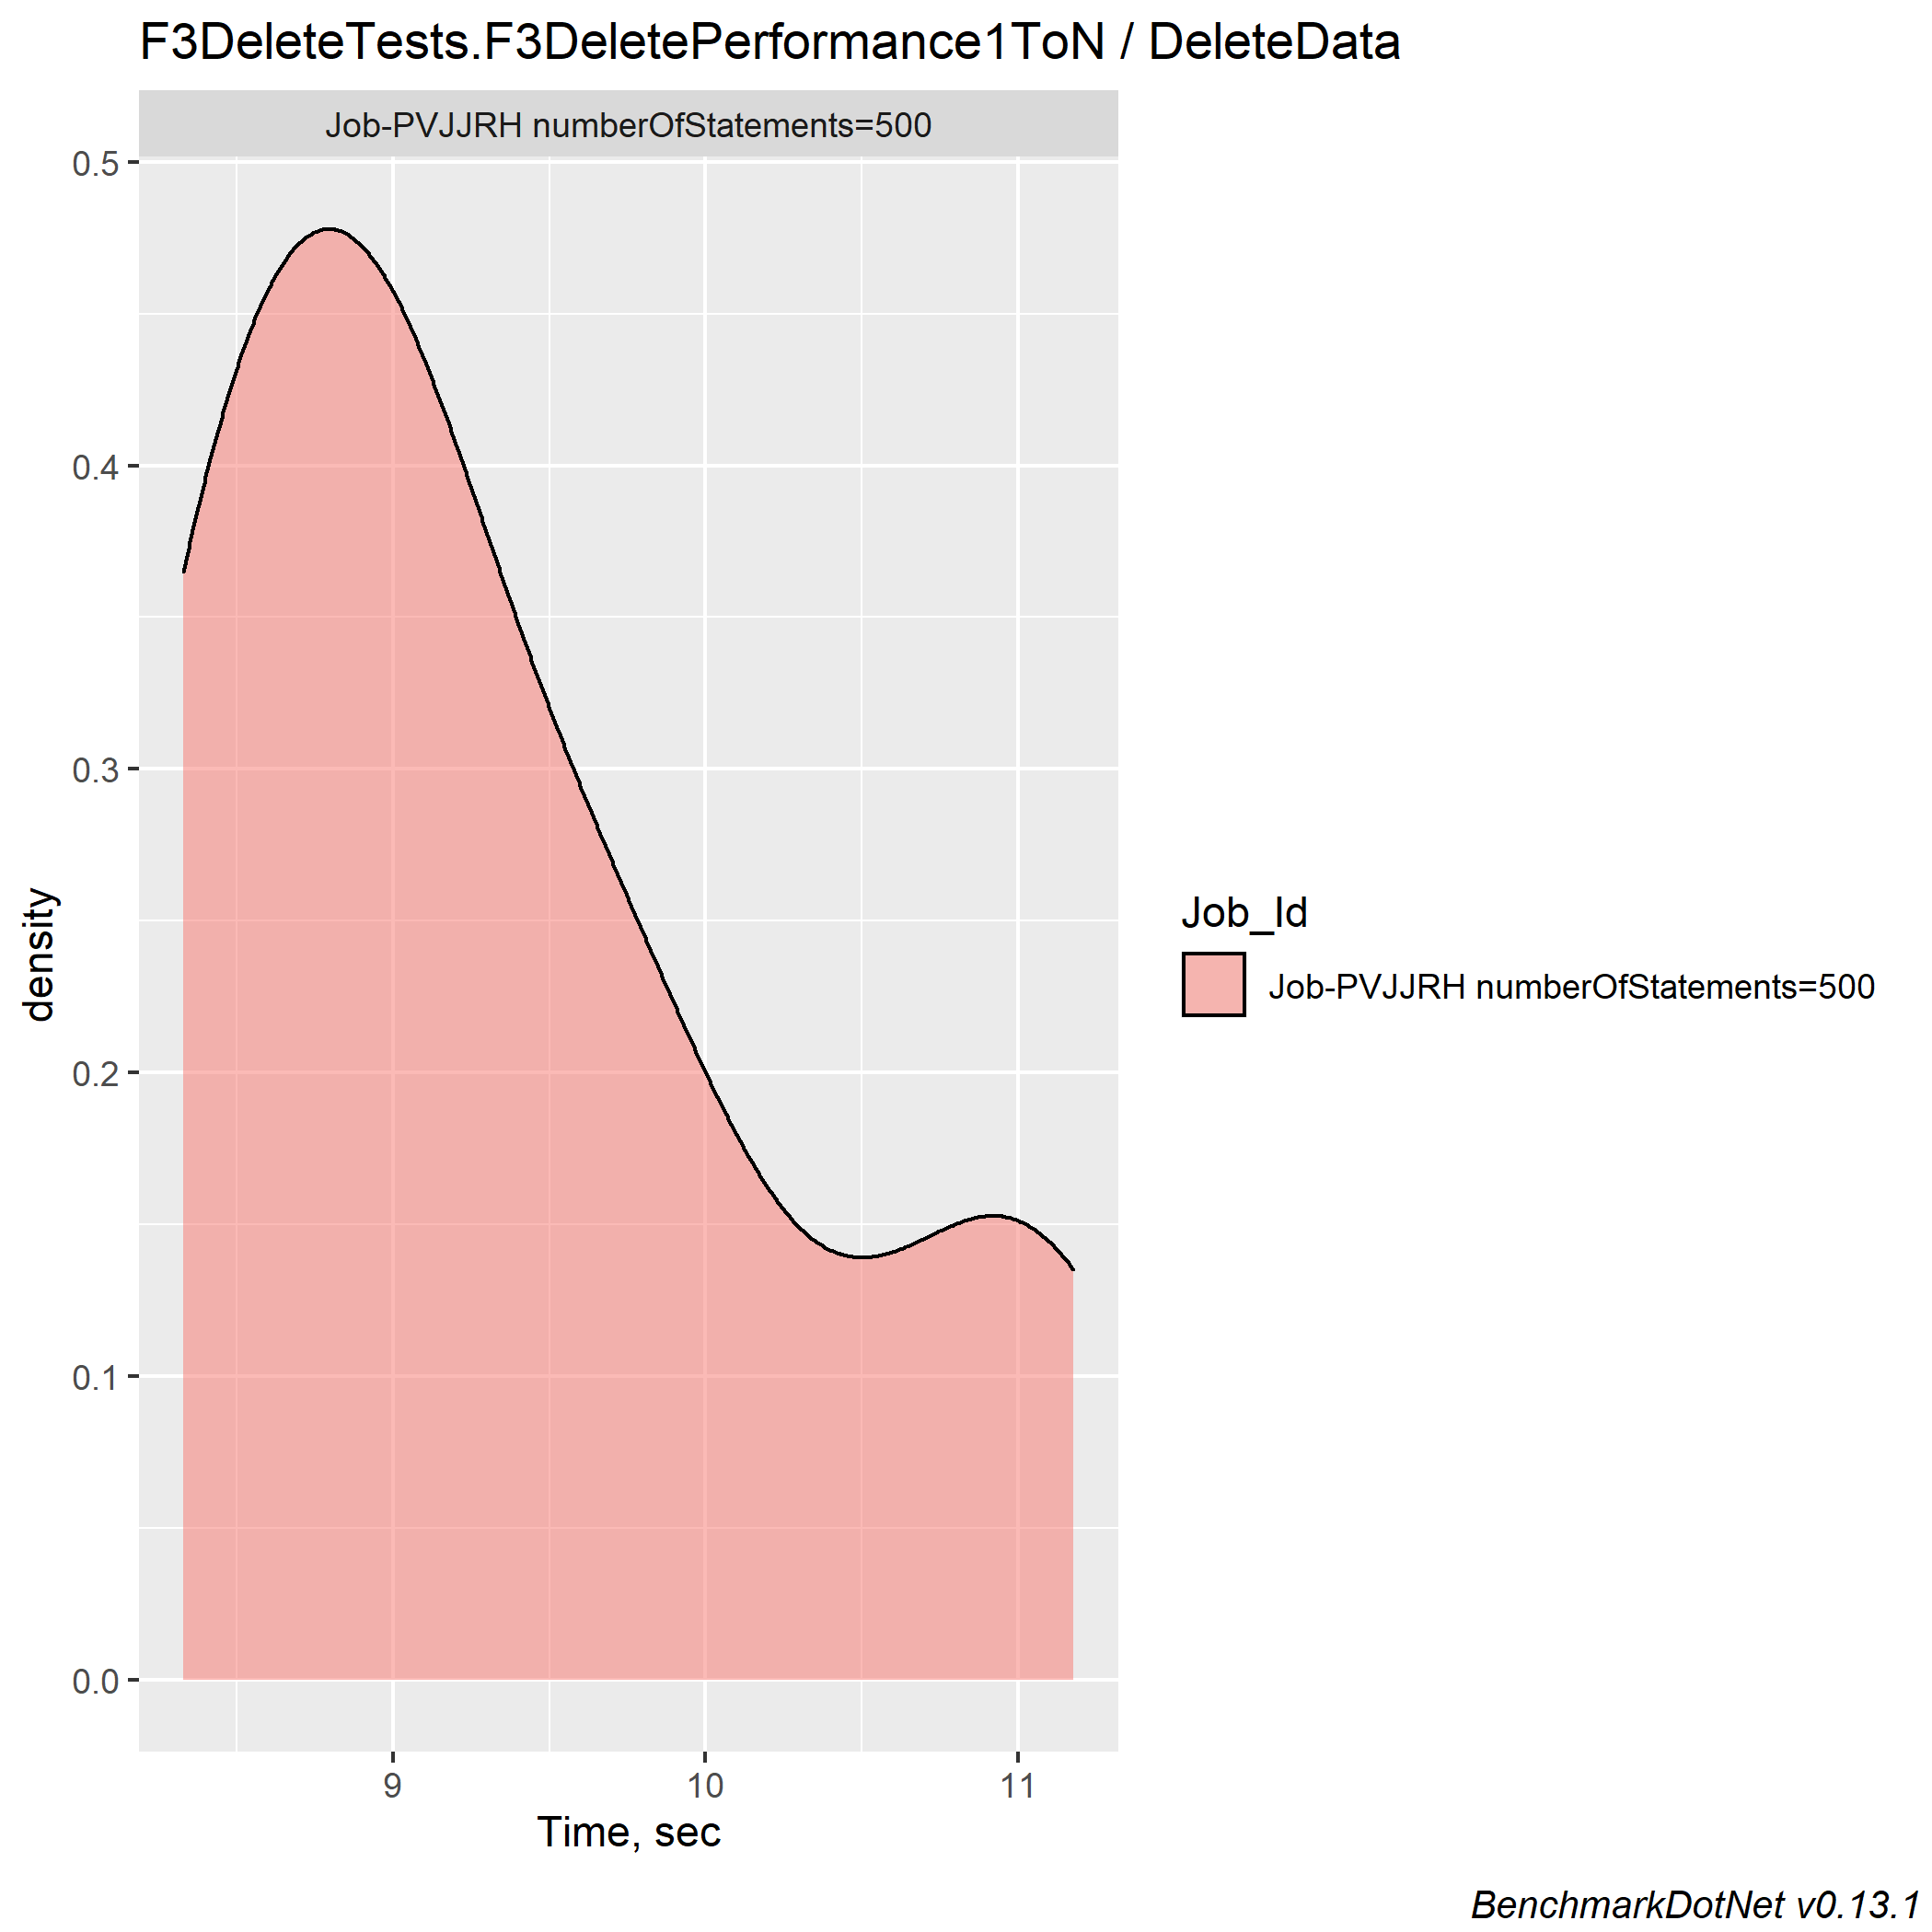 F3DeleteTests.F3DeletePerformance1ToN / DeleteData
Job-PVJJRH numberOfStatements=500
0.5
0.4
0.3
0.2
0.1
0.0
density
9
10
11
Time, sec
Job_Id
Job-PVJJRH numberOfStatements=500
BenchmarkDotNet v0.13.1